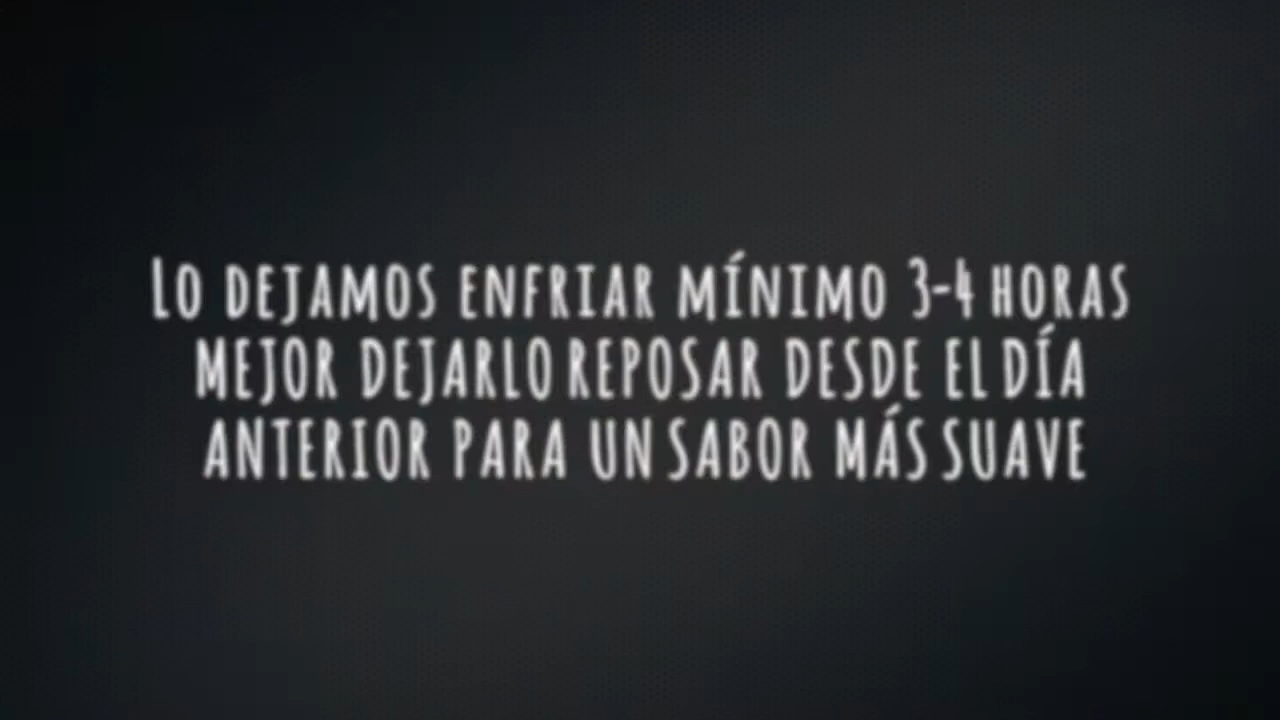 Lo dejamos enfriar mínimo 3-4 horas
mejor dejarlo reposar desde el día
anterior para un sabor más suave